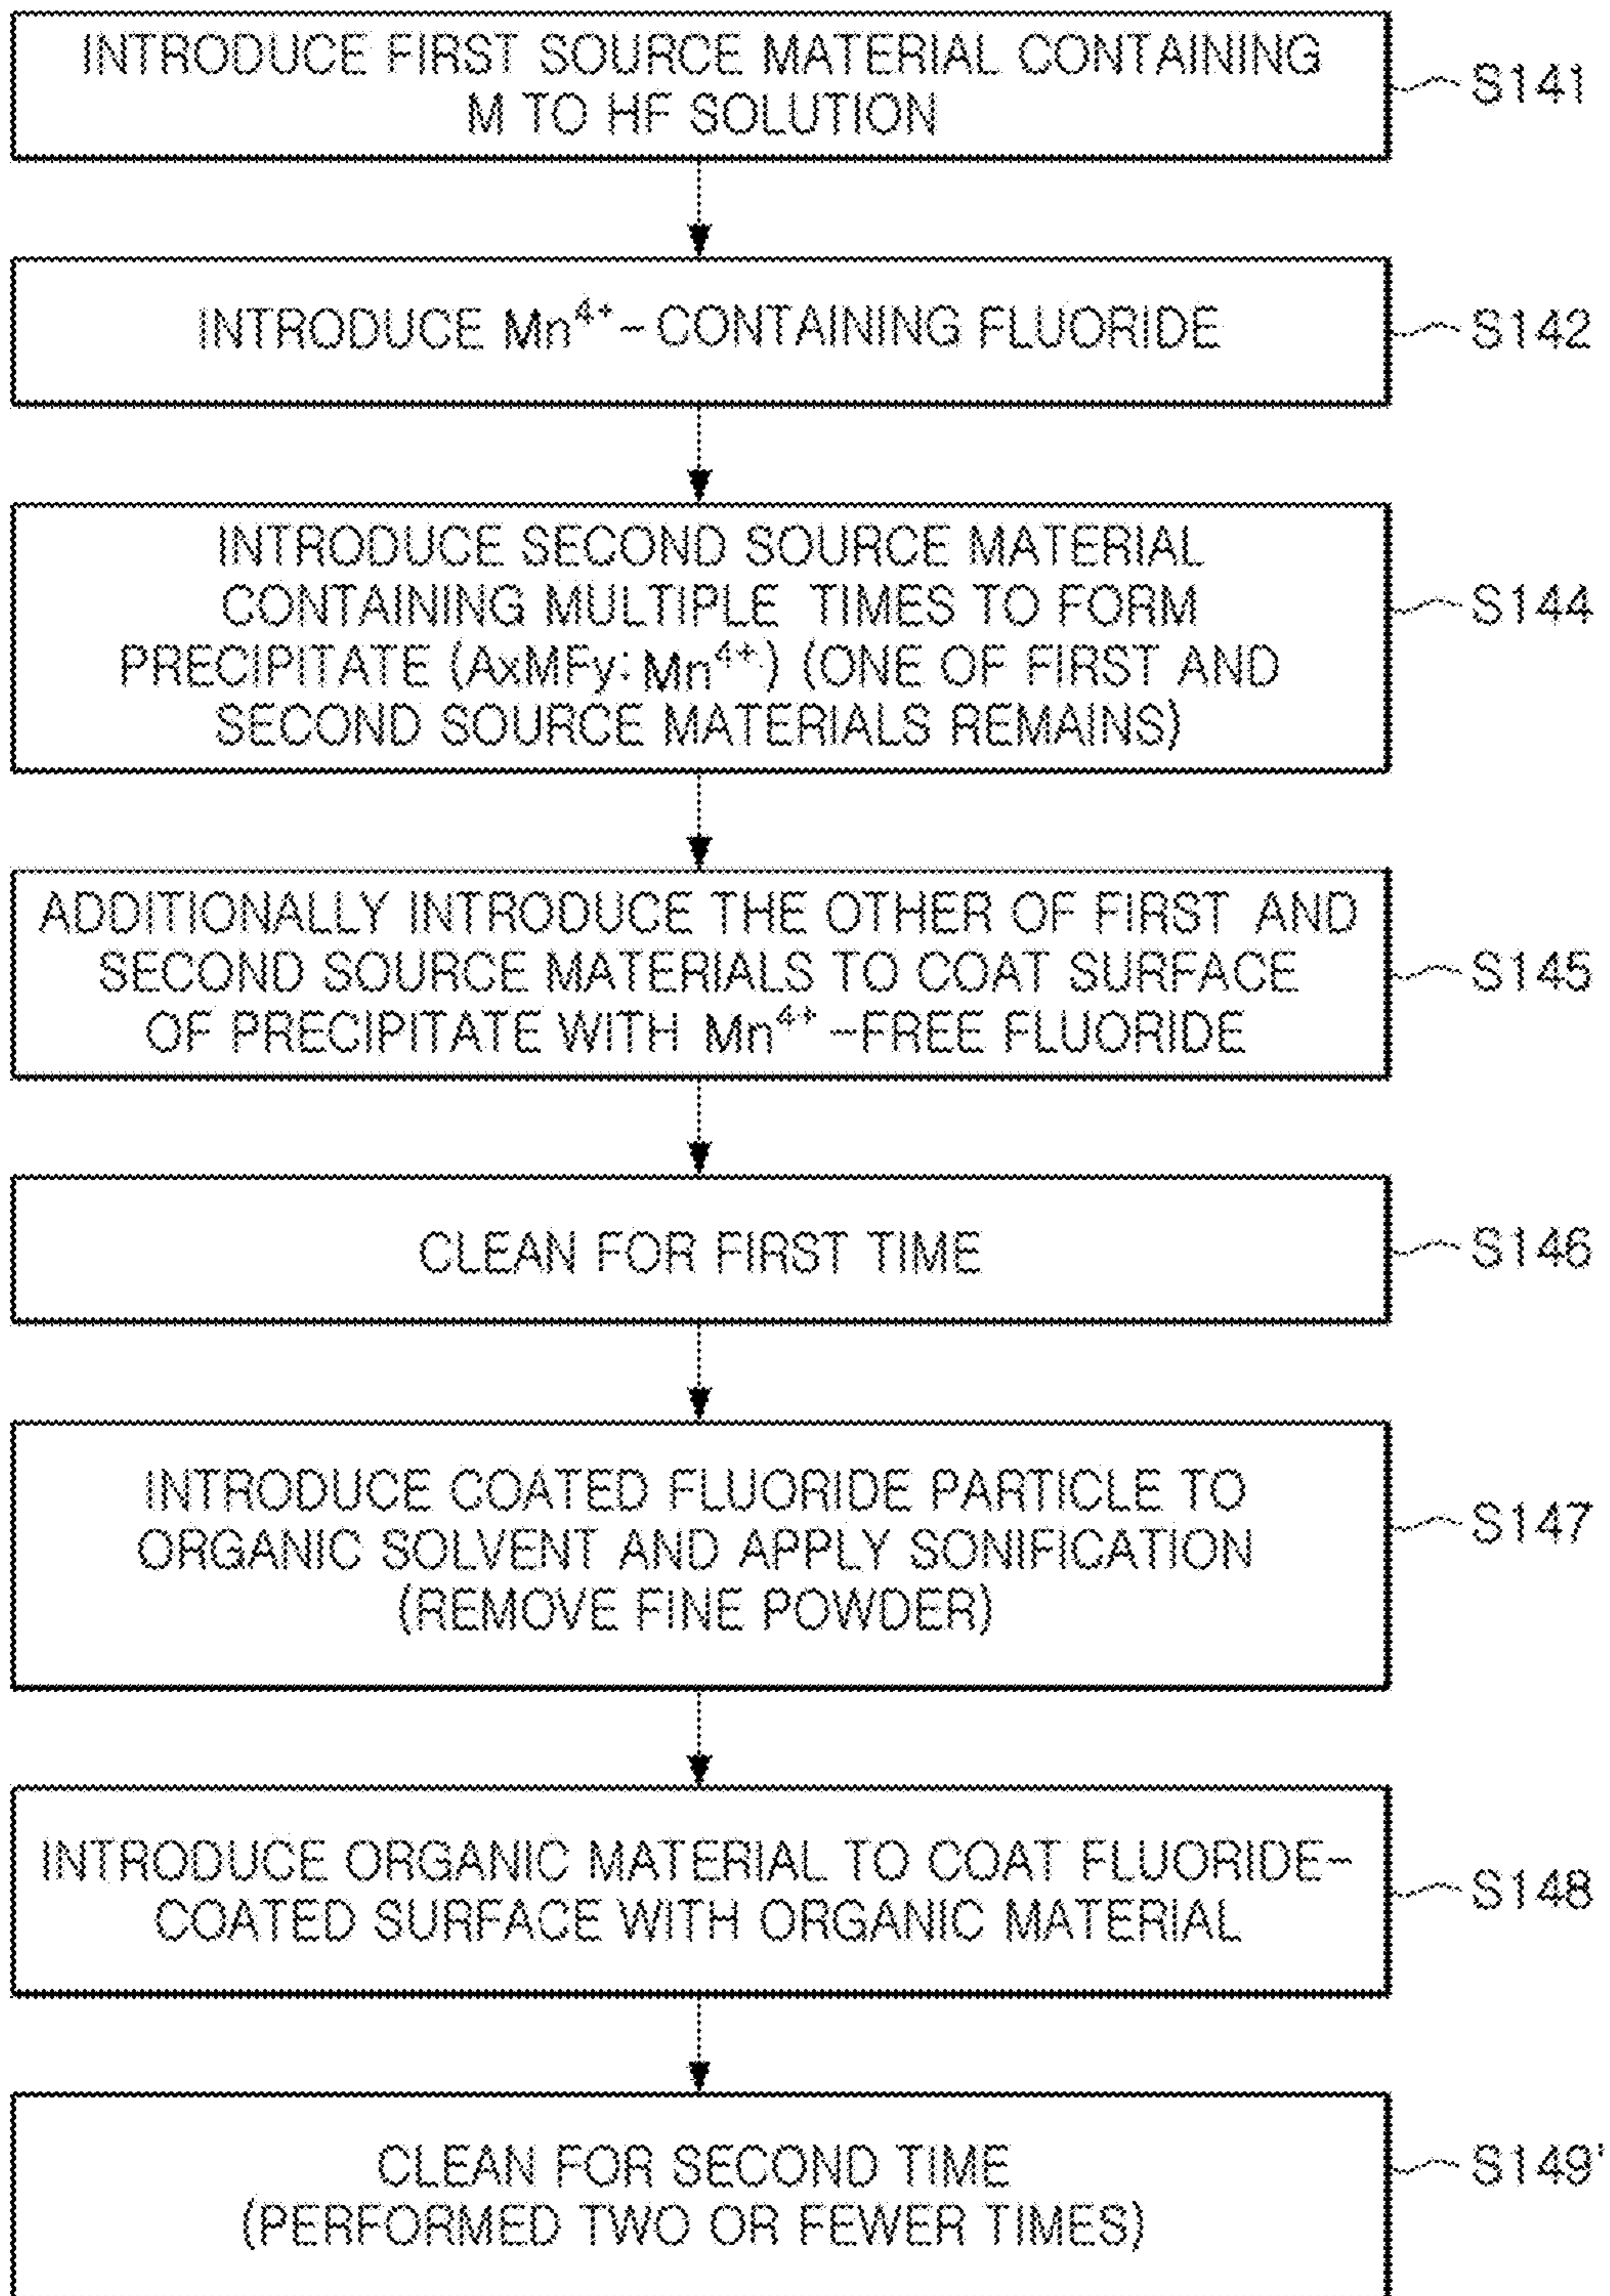 INTRODUCE FIRST SOURCE MATERIAL CONTAINING
M TO HF SOLUTION
S141
INTRODUCE Mn⁴⁺-CONTAINING FLUORIDE
S142
INTRODUCE SECOND SOURCE MATERIAL
CONTAINING MULTIPLE TIMES TO FORM
PRECIPITATE (AxMFy:Mn⁴⁺) (ONE OF FIRST AND
SECOND SOURCE MATERIALS REMAINS)
S144
ADDITIONALLY INTRODUCE THE OTHER OF FIRST AND
SECOND SOURCE MATERIALS TO COAT SURFACE
OF PRECIPITATE WITH Mn⁴⁺-FREE FLUORIDE
S145
CLEAN FOR FIRST TIME
S146
INTRODUCE COATED FLUORIDE PARTICLE TO
ORGANIC SOLVENT AND APPLY SONIFICATION
(REMOVE FINE POWDER)
S147
INTRODUCE ORGANIC MATERIAL TO COAT FLUORIDE-
COATED SURFACE WITH ORGANIC MATERIAL
S148
CLEAN FOR SECOND TIME
(PERFORMED TWO OR FEWER TIMES)
S149'